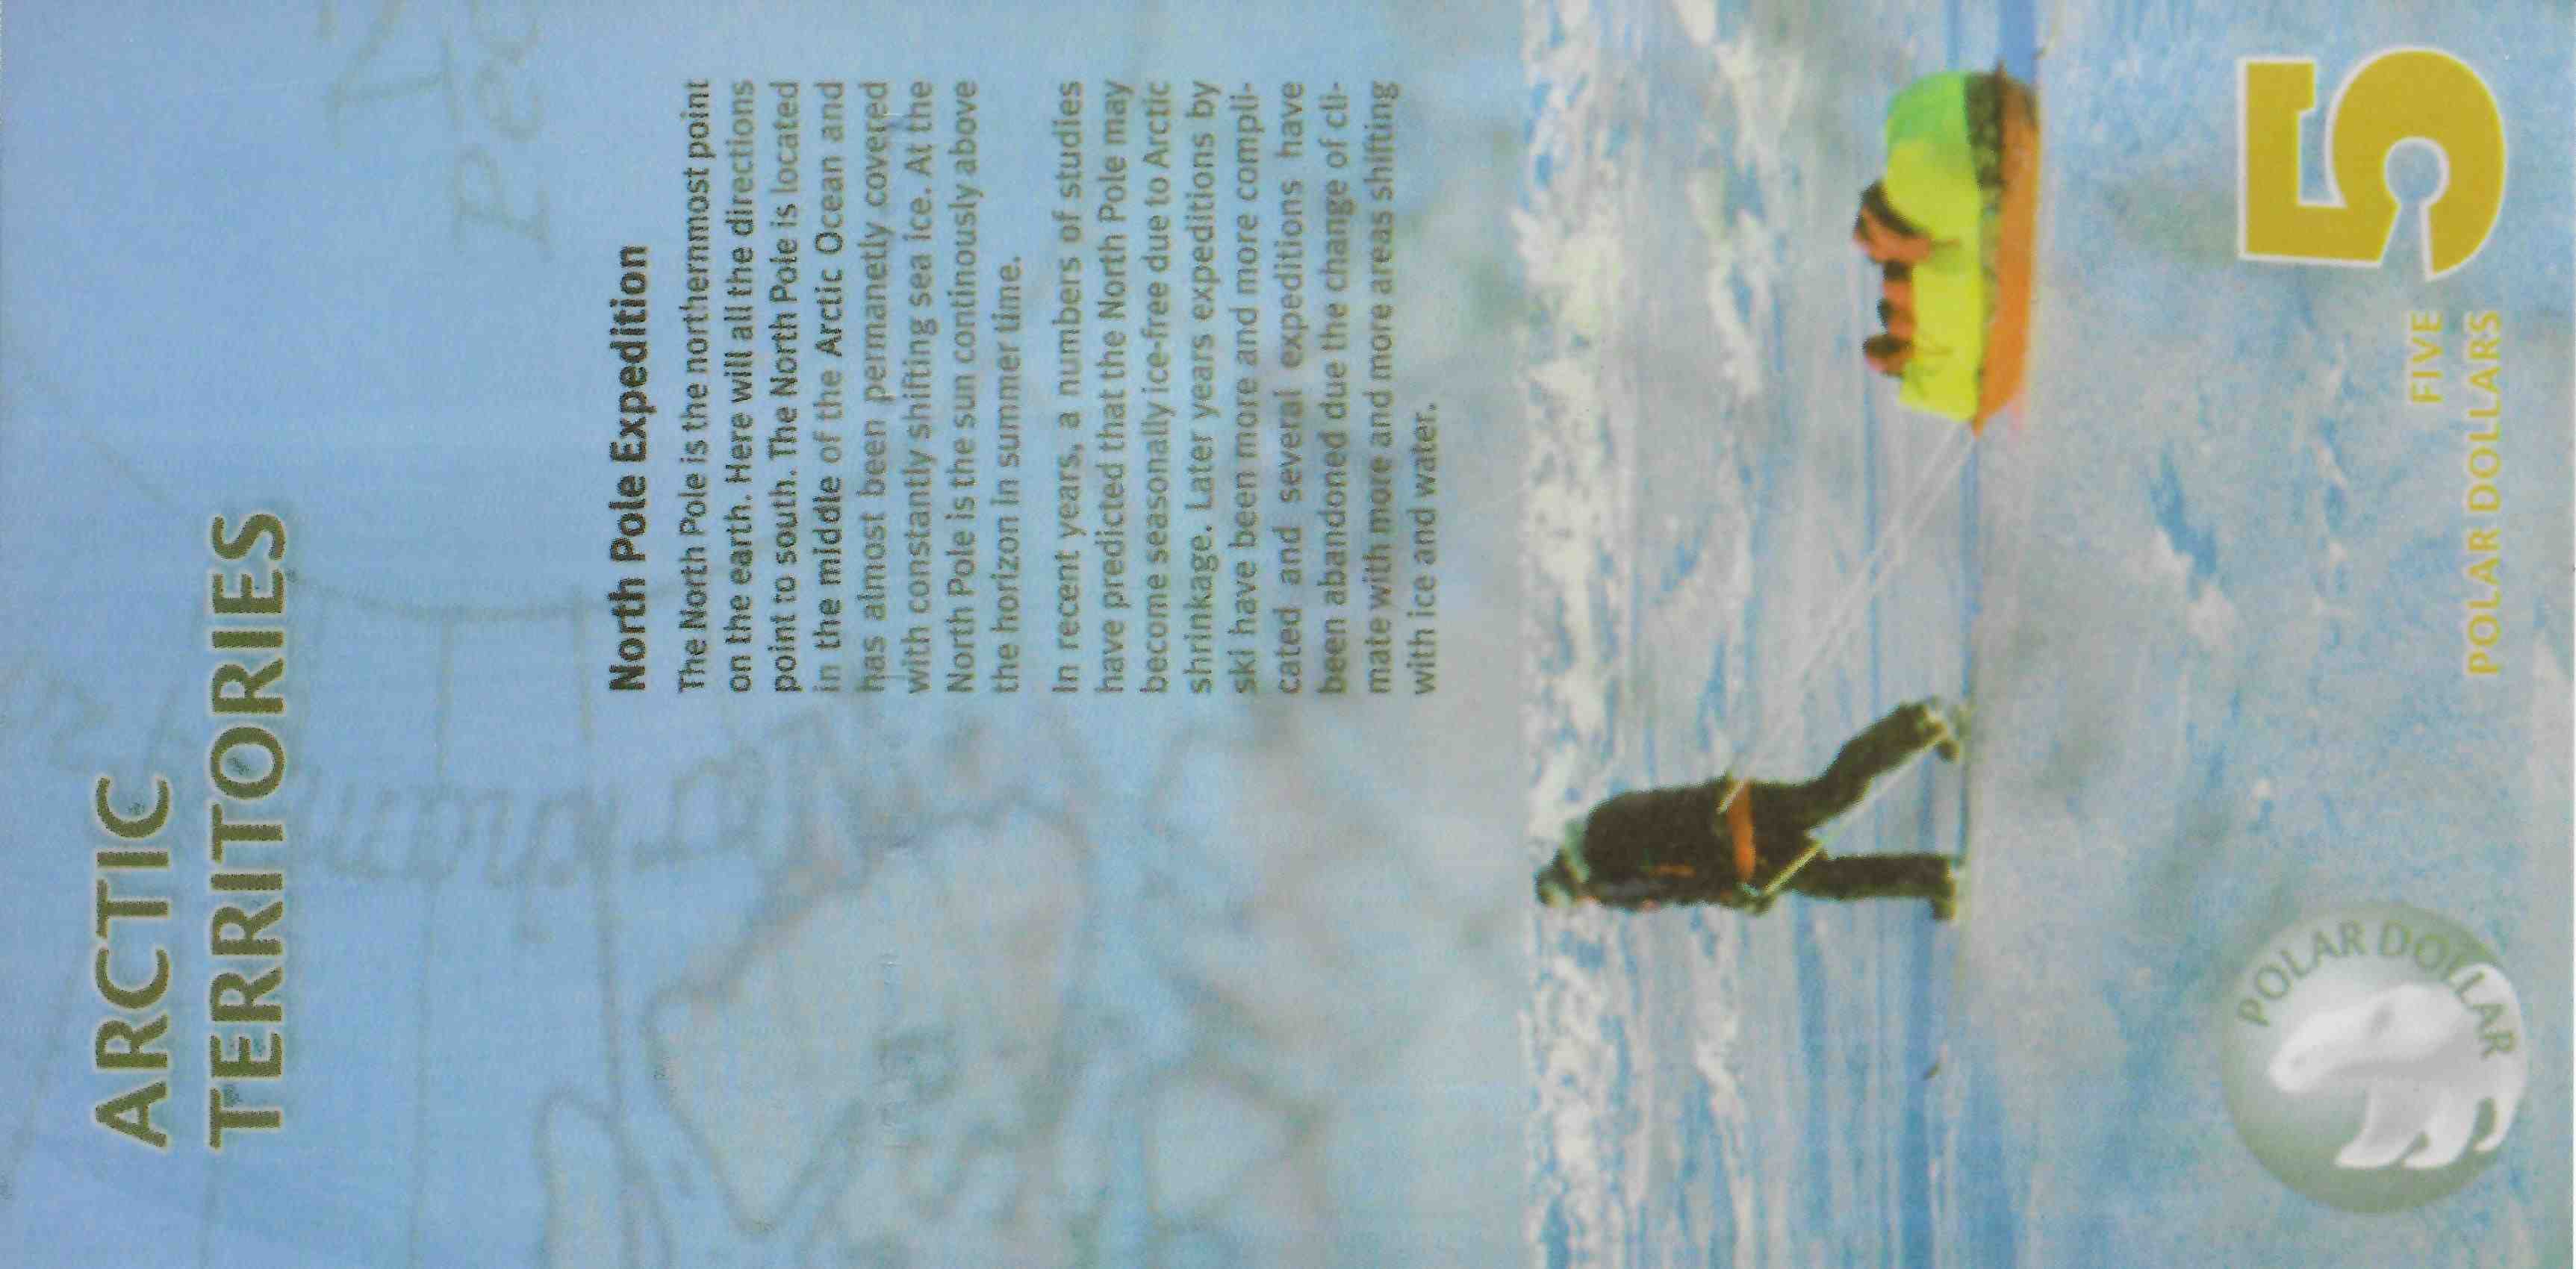 ARCTIC
TERRITORIES
North Pole Expedition
The North Pole is the northernmost point
on the earth. Here will all the directions
point to south. The North Pole is located
in the middle of the Arctic Ocean and
has almost been permanetly covered
with constantly shifting sea ice. At the
North Pole is the sun continously above
the horizon in summer time.
In recent years, a numbers of studies
have predicted that the North Pole may
become seasonally ice-free due to Arctic
shrinkage. Later years expeditions by
ski have been more and more compli-
cated and several expeditions have
been abandoned due the change of cli-
mate with more and more areas shifting
with ice and water.
POLAR DOLLAR
FIVE
POLAR DOLLARS
5